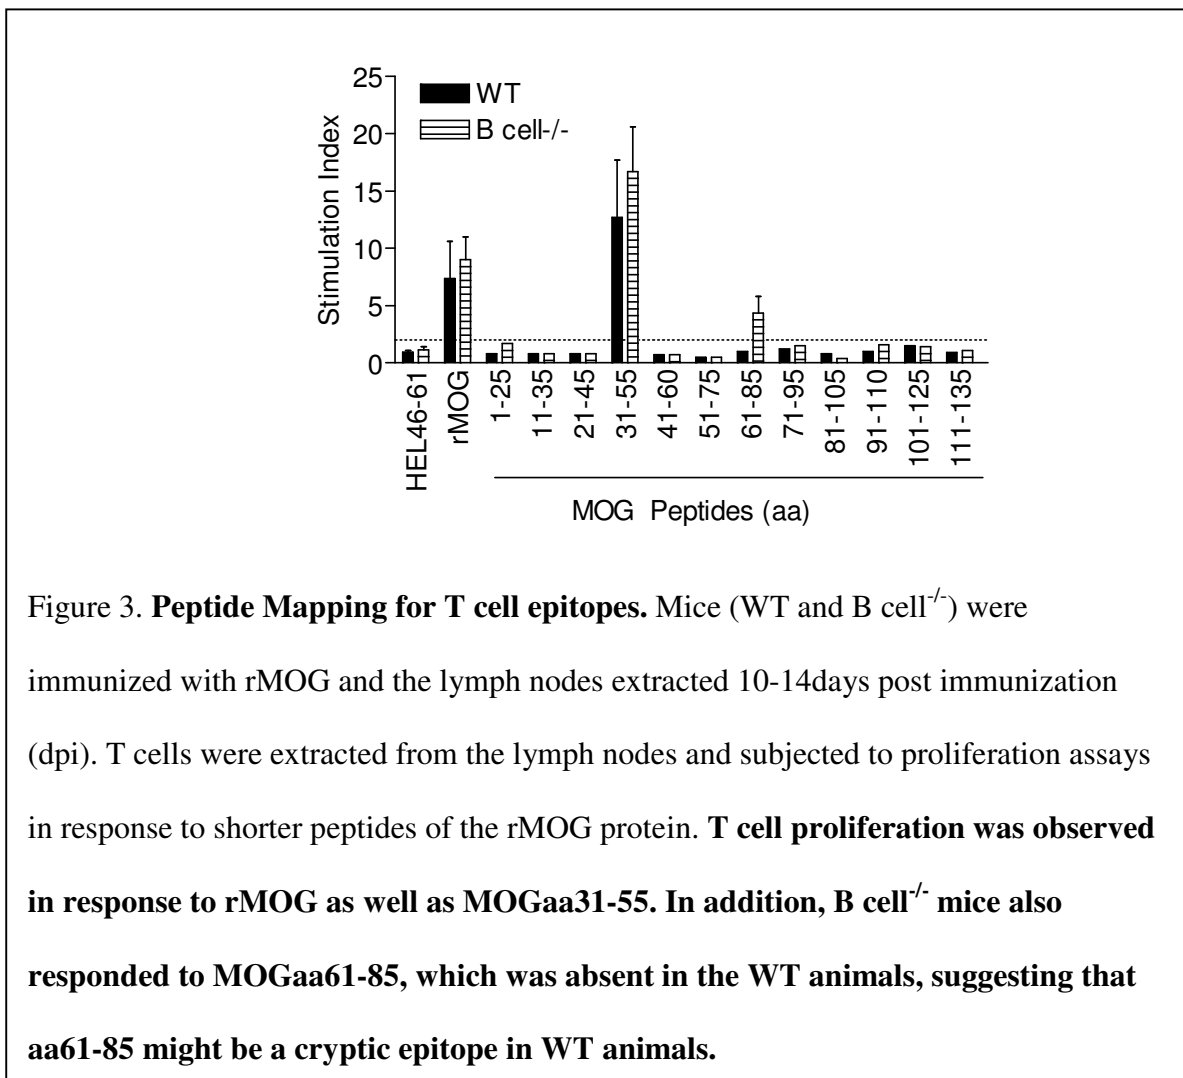 25
20
15
10
5
0
Stimulation Index
WT
B cell-/-
HEL46-61
rMOG
1-25
11-35
21-45
31-55
41-60
51-75
61-85
71-95
81-105
91-110
101-125
111-135
MOG Peptides (aa)
Figure 3. Peptide Mapping for T cell epitopes. Mice (WT and B cell-/-) were
immunized with rMOG and the lymph nodes extracted 10-14days post immunization
(dpi). T cells were extracted from the lymph nodes and subjected to proliferation assays
in response to shorter peptides of the rMOG protein. T cell proliferation was observed
in response to rMOG as well as MOGaa31-55. In addition, B cell-/- mice also
responded to MOGaa61-85, which was absent in the WT animals, suggesting that
aa61-85 might be a cryptic epitope in WT animals.